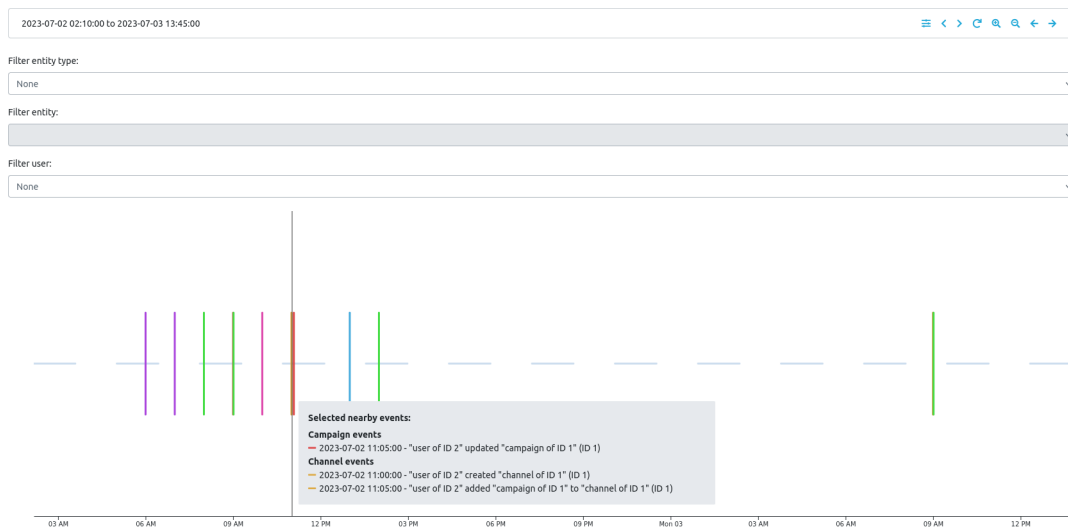 2023-07-02 02:10:00 to 2023-07-03 13:45:00
Filter entity type:
None
Filter entity:
Filter user:
None
Selected nearby events:
Campaign events
2023-07-02 11:05:00 - "user of ID 2" updated "campaign of ID 1" (ID 1)
Channel events
2023-07-02 11:00:00 - "user of ID 2" created "channel of ID 1" (ID 1)
2023-07-02 11:05:00 - "user of ID 2" added "campaign of ID 1" to "channel of ID 1" (ID 1)
03 AM 06 AM 09 AM 12 PM 03 PM 06 PM 09 PM Mon 03 03 AM 06 AM 09 AM 12 PM